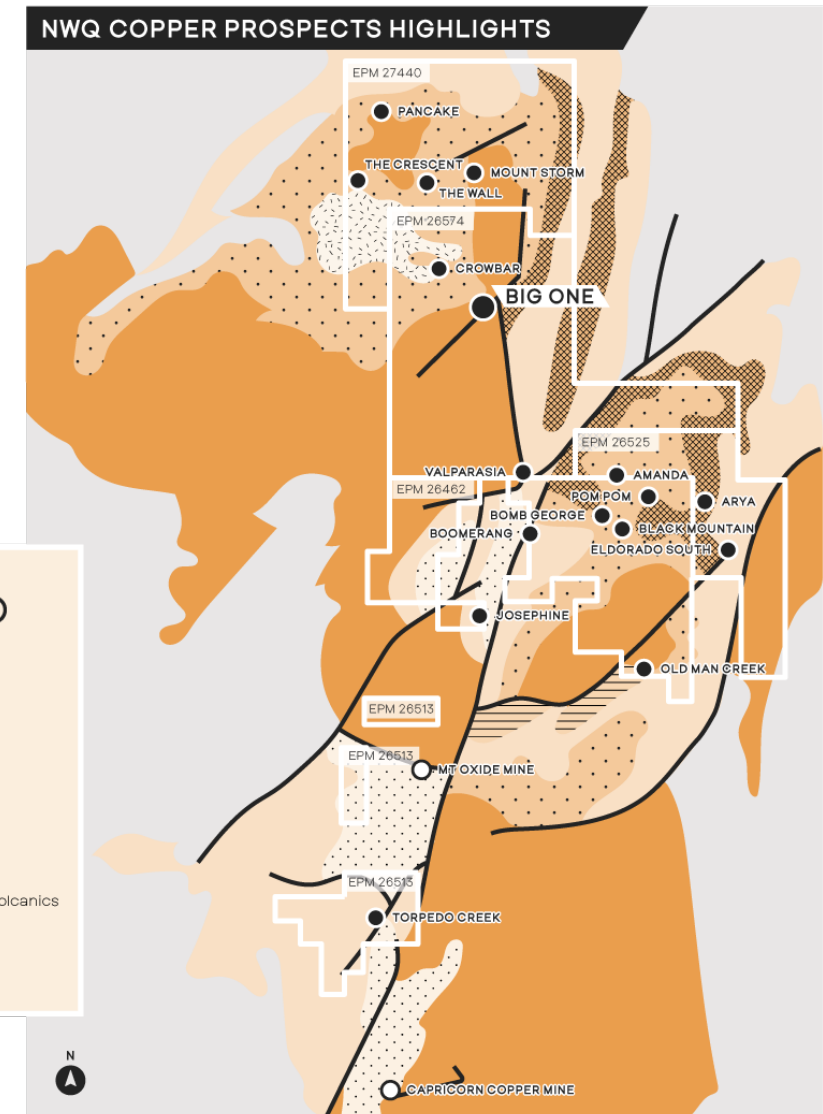 NWQ COPPER PROSPECTS HIGHLIGHTS
EPM 27440
PANCAKE
THE CRESCENT
MOUNT STORM
THE WALL
EPM 26574
CROWBAR
BIG ONE
EPM 26525
VALPARASIA
AMANDA
EPM 26462
POM POM
ARYA
BOMB GEORGE
BLACK MOUNTAIN
BOOMERANG
ELDORADO SOUTH
JOSEPHINE
OLD MAN CREEK
EPM 26513
EPM 26513
MT OXIDE MINE
EPM 26513
olcanics
TORPEDO CREEK
N
CAPRICORN COPPER MINE